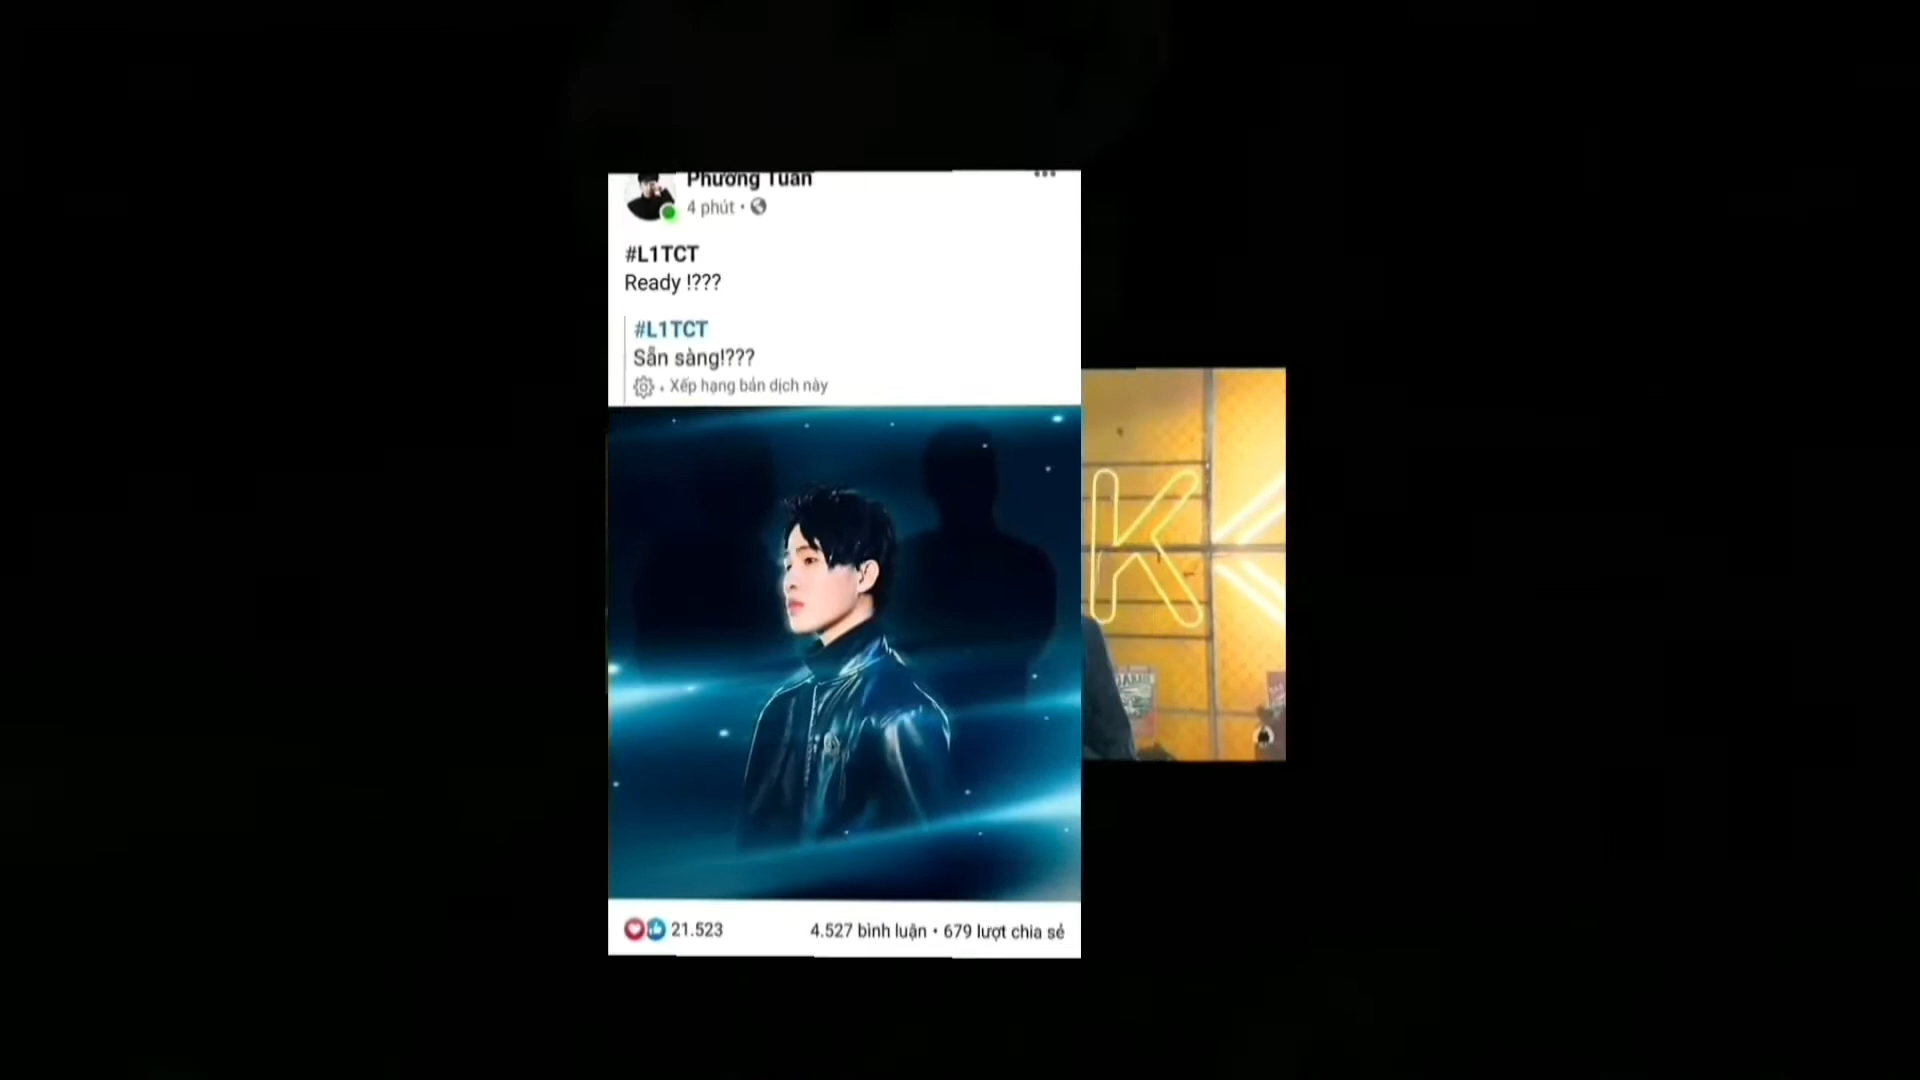 Phương Tuấn
4 phút •
#L1TCT
Ready !???
#L1TCT
Sẵn sàng!???
• Xếp hạng bản dịch này
K
21.523
4.527 bình luận • 679 lượt chia sẻ